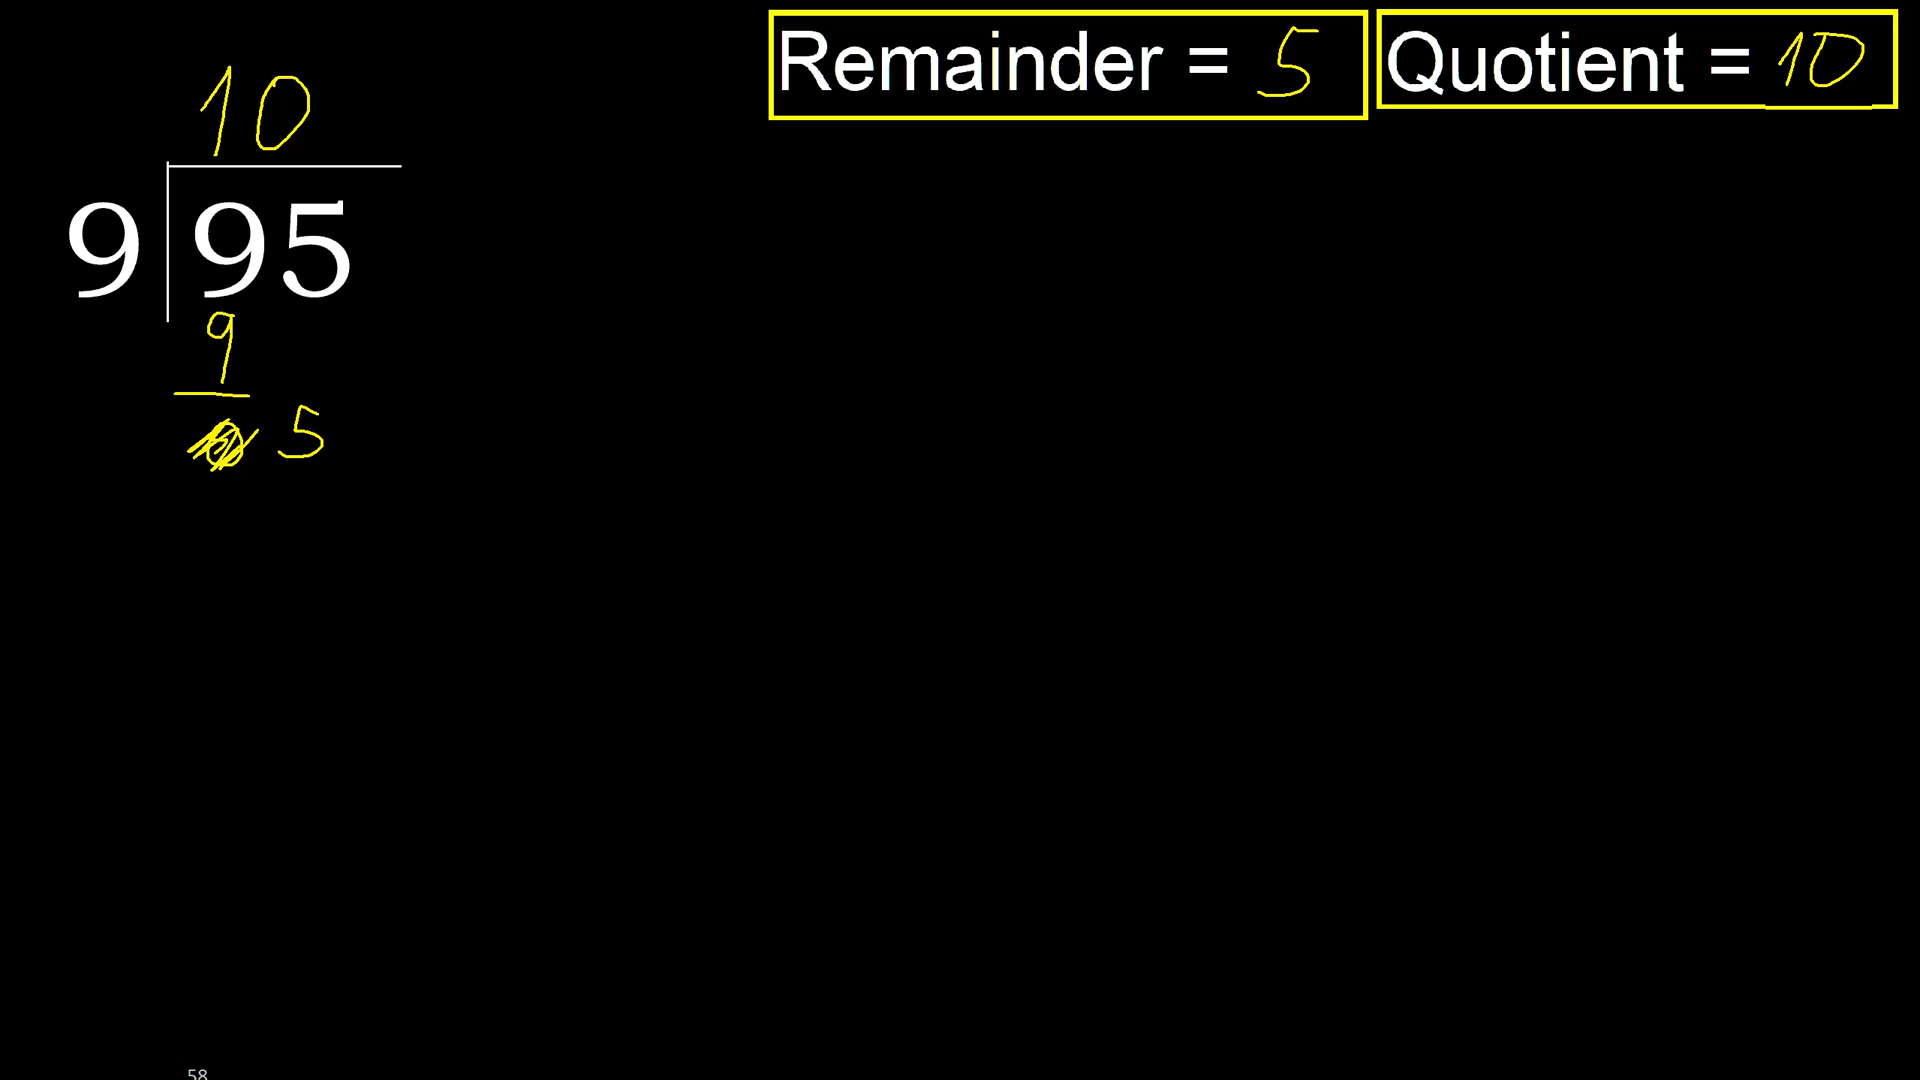 Remainder = 5
Quotient = 10
10
9 95
9
5
58